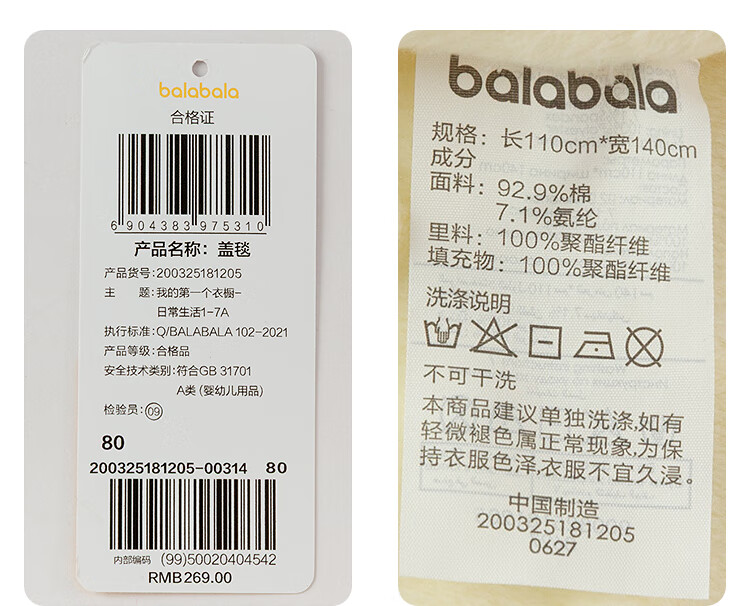 balabala
合格证
6904383975310
产品名称：盖毯
产品货号：200325181205
主　题：我的第一个衣橱-
日常生活1-7A
执行标准：Q/BALABALA 102-2021
产品等级：合格品
安全技术类别：符合GB 31701
A类（婴幼儿用品）
检验员：09
80
200325181205-00314 80
内部编码 (99)50020404542
RMB269.00
balabala
规格：长110cm*宽140cm
成分
面料：92.9%棉
7.1%氨纶
里料：100%聚酯纤维
填充物：100%聚酯纤维
洗涤说明
不可干洗
本商品建议单独洗涤,如有
轻微褪色属正常现象,为保
持衣服色泽,衣服不宜久浸。
中国制造
200325181205
0627